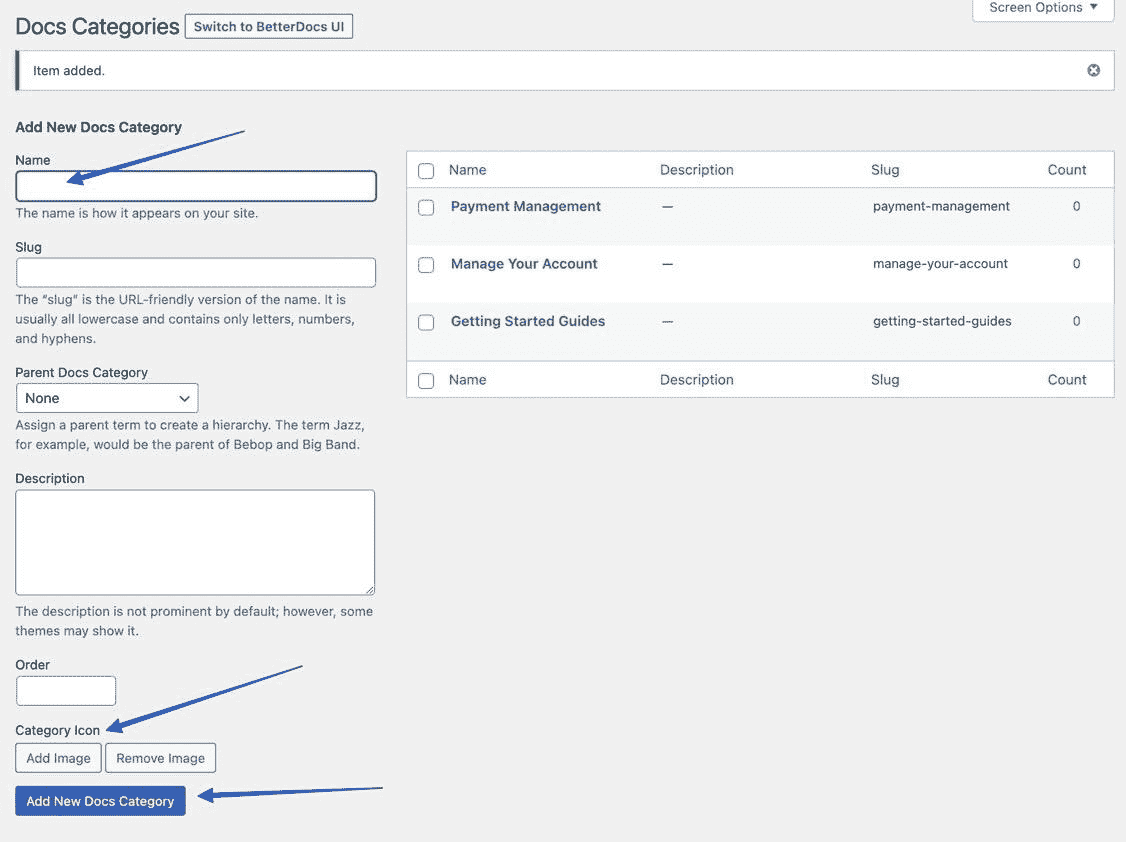 Docs Categories
Switch to BetterDocs UI
Screen Options
Item added.
Add New Docs Category
Name
The name is how it appears on your site.
Slug
The “slug” is the URL-friendly version of the name. It is
usually all lowercase and contains only letters, numbers,
and hyphens.
Parent Docs Category
None
Assign a parent term to create a hierarchy. The term Jazz,
for example, would be the parent of Bebop and Big Band.
Description
The description is not prominent by default; however, some
themes may show it.
Order
Category Icon
Add Image Remove Image
Add New Docs Category
Name Description Slug Count
Payment Management — payment-management 0
Manage Your Account — manage-your-account 0
Getting Started Guides — getting-started-guides 0
Name Description Slug Count